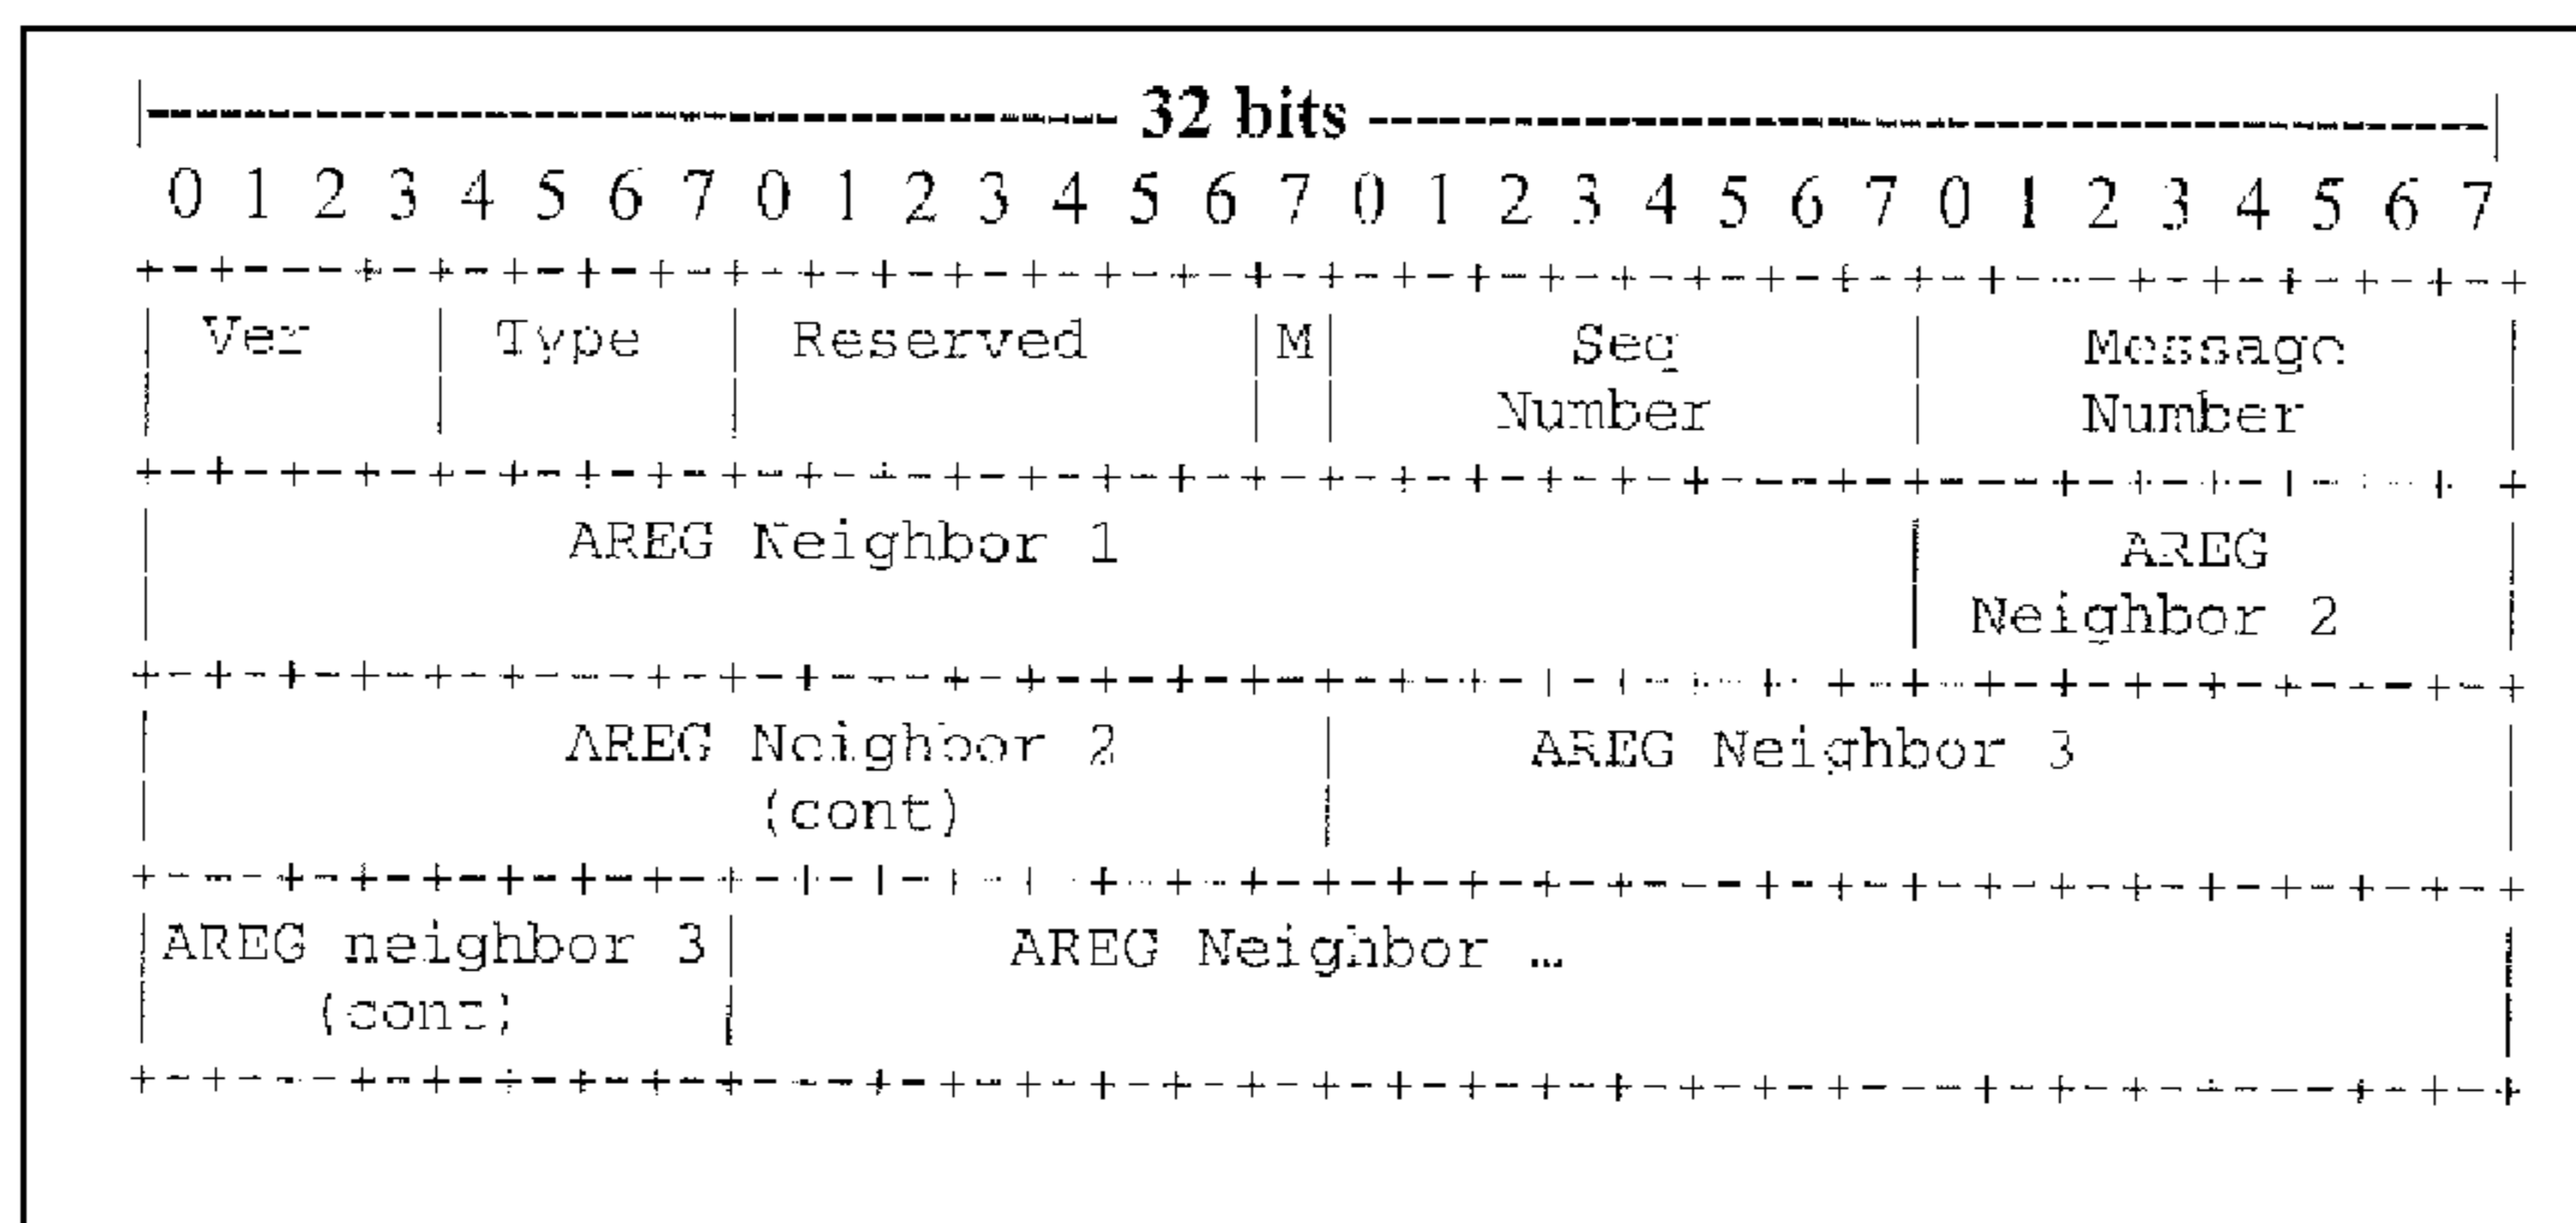 32 bits
0 1 2 3 4 5 6 7 0 1 2 3 4 5 6 7 0 1 2 3 4 5 6 7 0 1 2 3 4 5 6 7
Ver Type Reserved M Seq Message
Number Number
AREG Neighbor 1 AREG
Neighbor 2
AREG Neighbor 2 AREG Neighbor 3
(cont)
AREG neighbor 3 AREG Neighbor …
(cont)